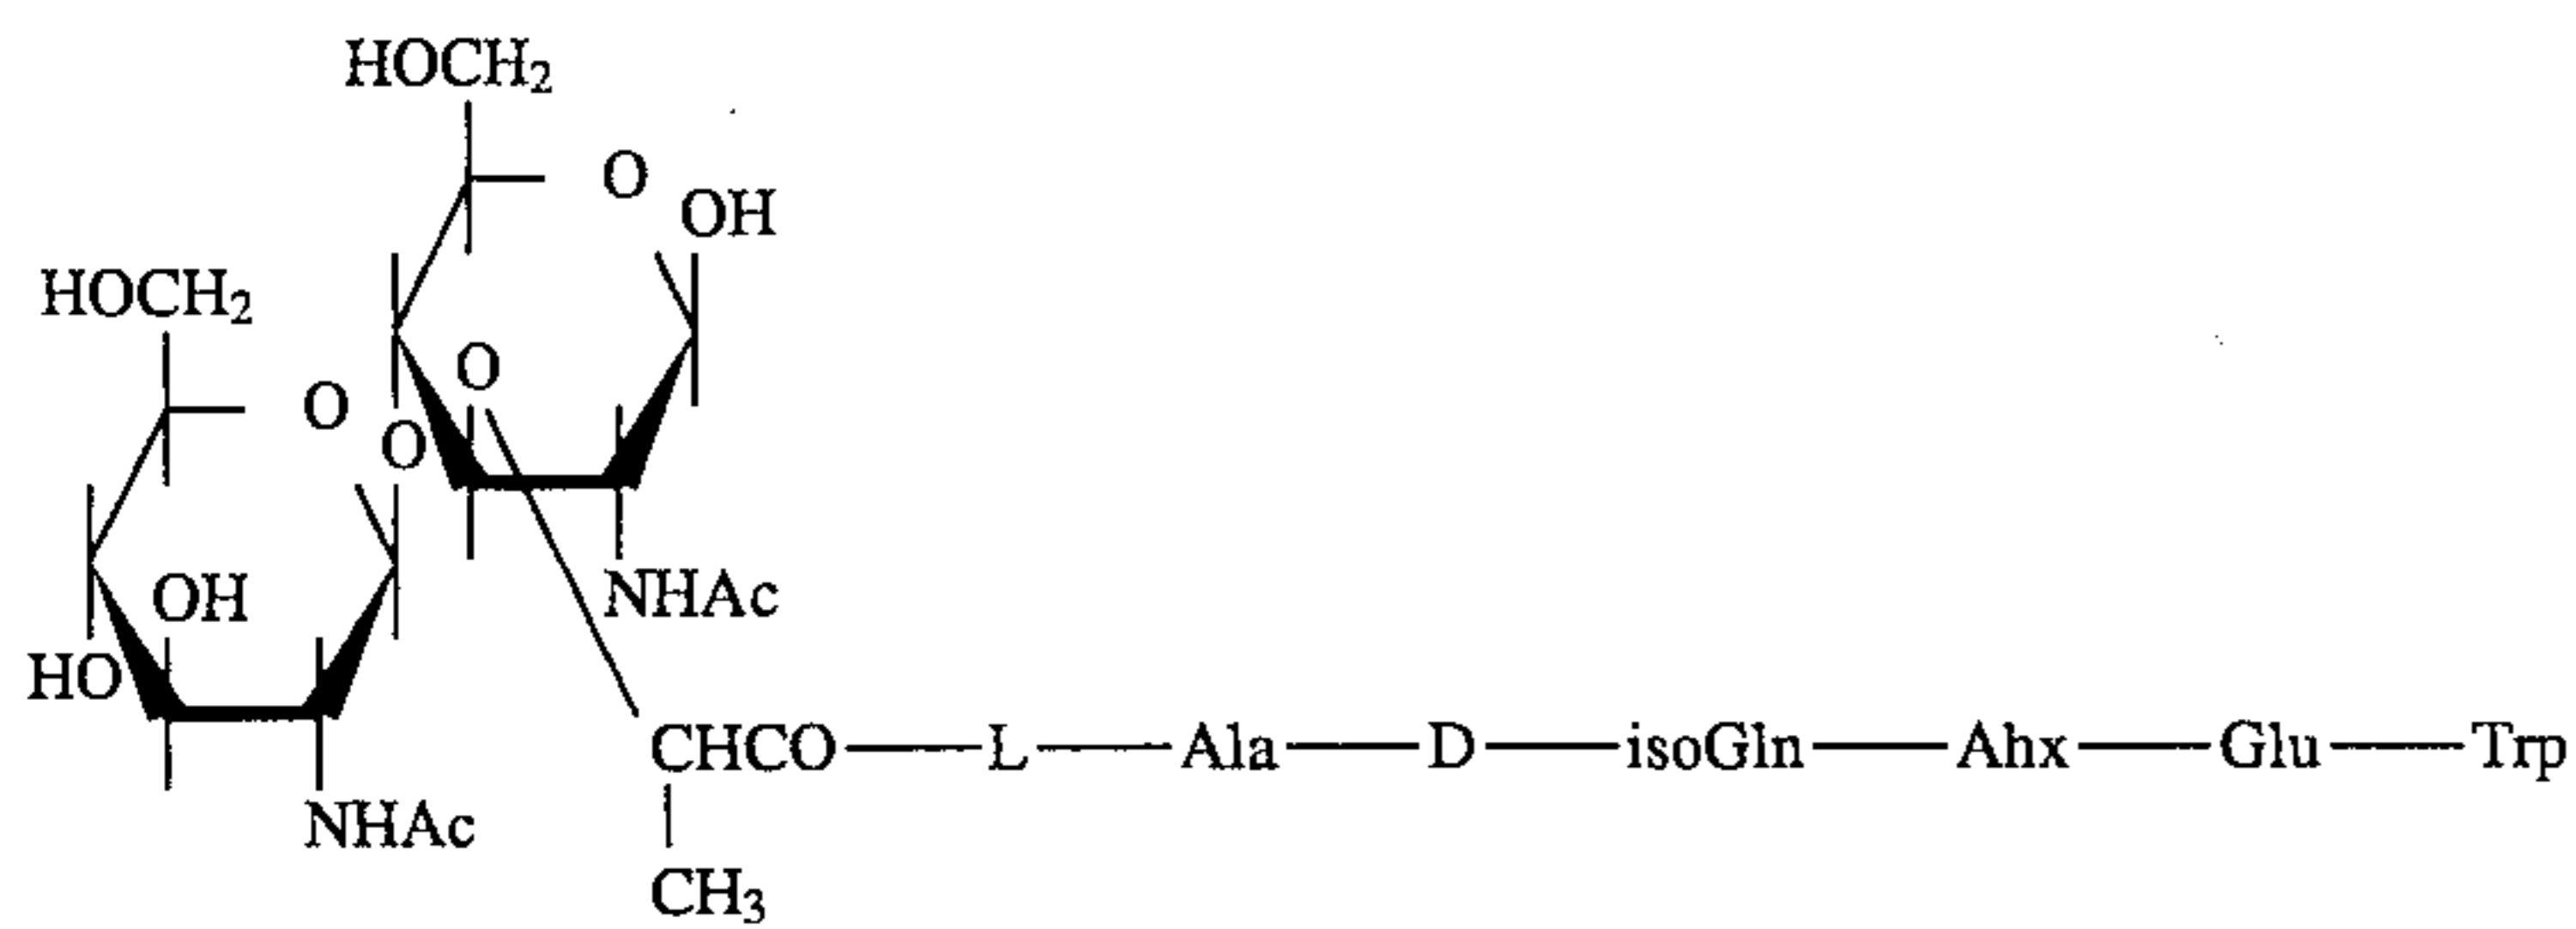 HOCH2
O
OH
HOCH2
O
O
O
OH
NHAc
HO
CHCO—L—Ala—D—isoGln—Ahx—Glu—Trp
NHAc
CH3